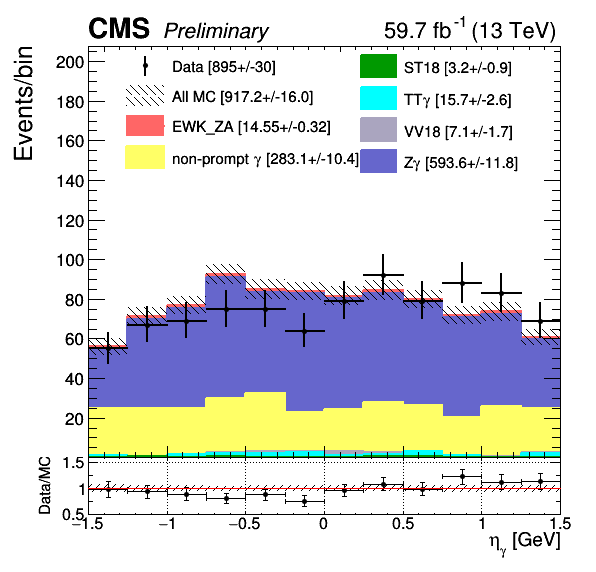 CMS Preliminary 59.7 fb⁻¹ (13 TeV)
Events/bin
200
180
160
140
120
100
80
60
40
20
Data [895+/-30]
All MC [917.2+/-16.0]
EWK_ZA [14.55+/-0.32]
non-prompt γ [283.1+/-10.4]
ST18 [3.2+/-0.9]
TTγ [15.7+/-2.6]
VV18 [7.1+/-1.7]
Zγ [593.6+/-11.8]
Data/MC
1.5
1
0.5
−1.5 −1 −0.5 0 0.5 1 1.5
ηγ [GeV]